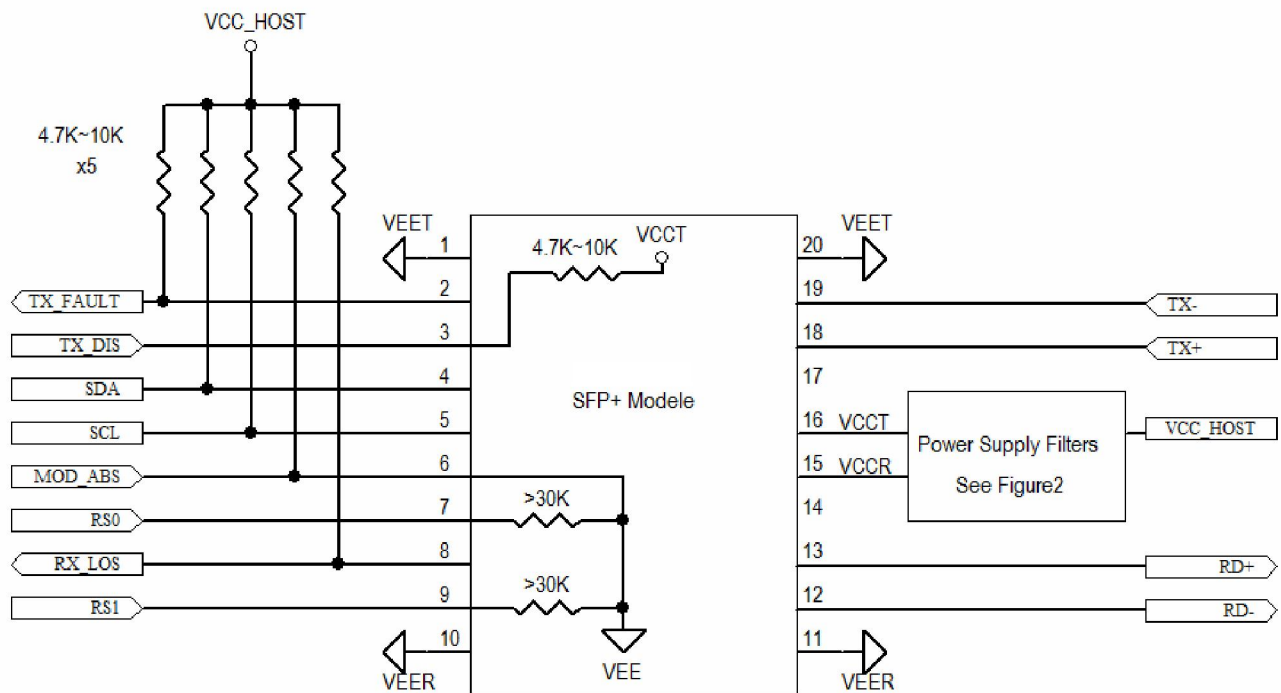 VCC_HOST
4.7K~10K
x5
VEET
1
4.7K~10K
VCCT
20
VEET
TX_FAULT
2
19
TX-
TX_DIS
3
18
TX+
SDA
4
SFP+ Modele
17
SCL
5
16
VCCT
Power Supply Filters
See Figure2
VCC_HOST
MOD_ABS
6
15
VCCR
RS0
7
>30K
14
RX_LOS
8
13
RD+
RS1
9
>30K
12
RD-
10
VEER
VEE
11
VEER